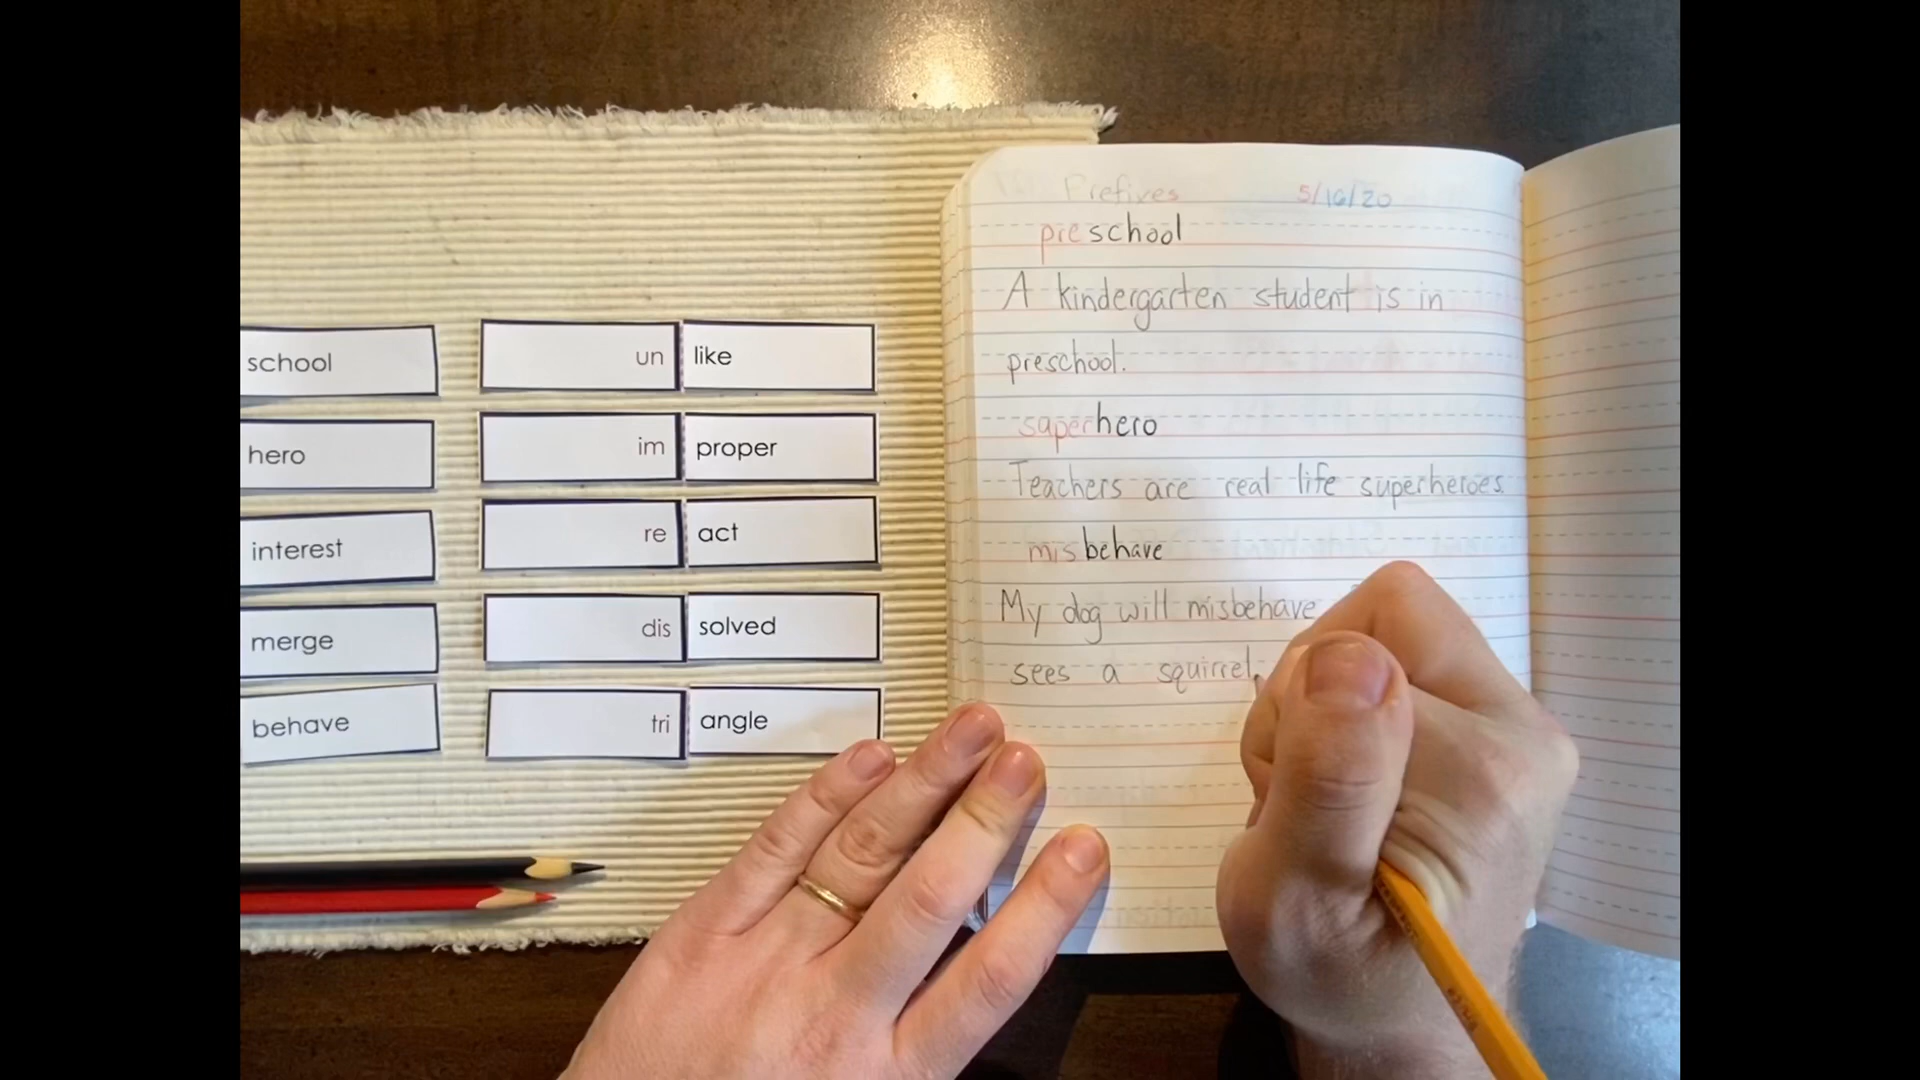 school
hero
interest
merge
behave
un like
im proper
re act
dis solved
tri angle
Prefixes 5/16/20
preschool
A kindergarten student is in
preschool.
superhero
Teachers are real life superheroes.
misbehave
My dog will misbehave
sees a squirrel.